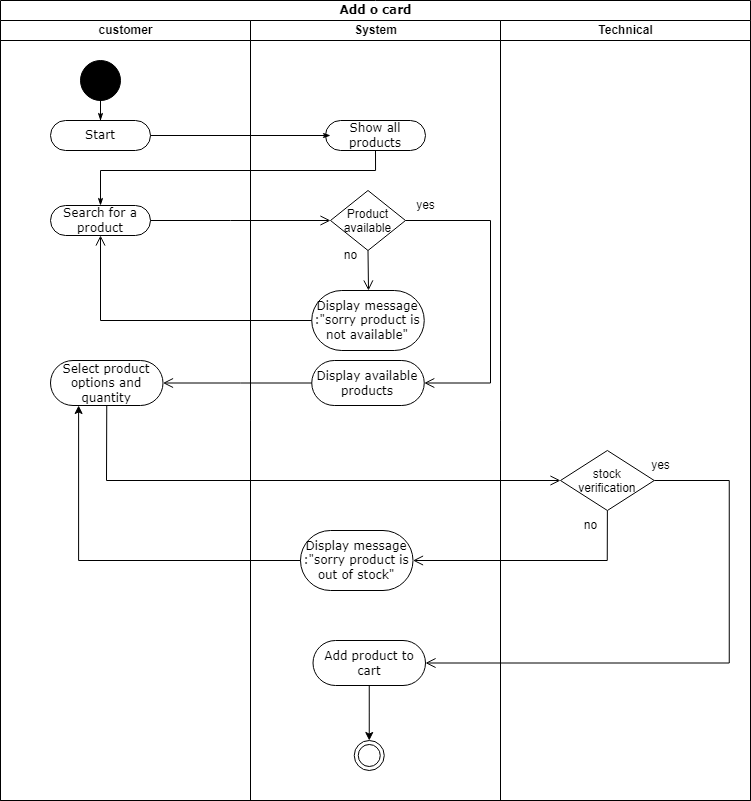 Add o card
customer
System
Technical
Start
Show all
products
Search for a
product
Product
available
yes
no
Display message
:"sorry product is
not available"
Select product
options and
quantity
Display available
products
stock
verification
yes
no
Display message
:"sorry product is
out of stock"
Add product to
cart